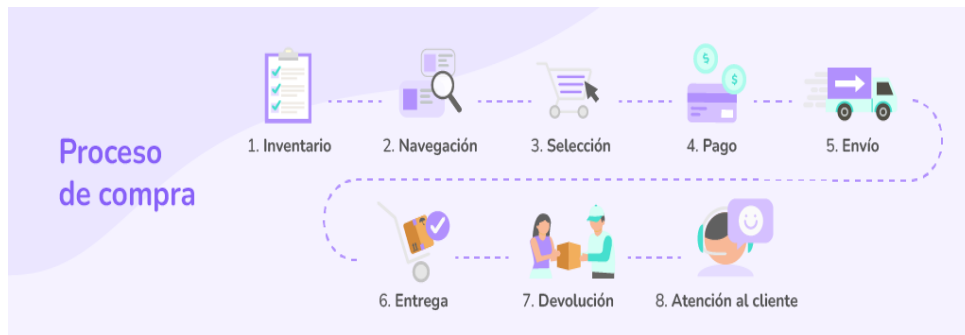 Proceso
de compra
1. Inventario
2. Navegación
3. Selección
4. Pago
5. Envío
6. Entrega
7. Devolución
8. Atención al cliente